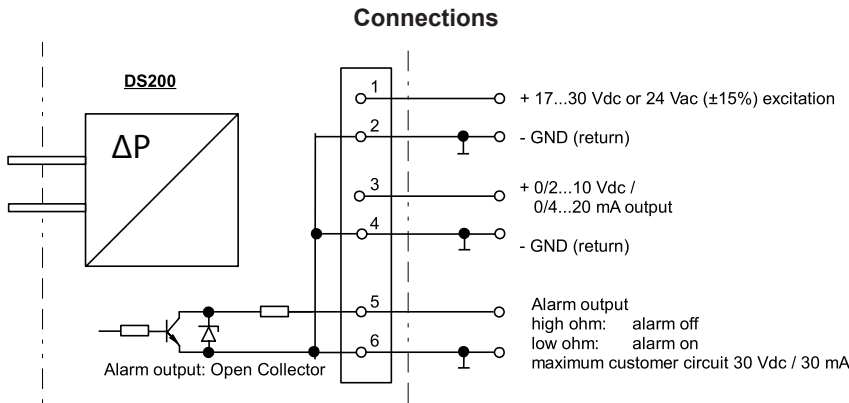 Connections
DS200
ΔP
1
+ 17...30 Vdc or 24 Vac (±15%) excitation
2
- GND (return)
3
+ 0/2...10 Vdc /
0/4...20 mA output
4
- GND (return)
5
Alarm output
high ohm: alarm off
low ohm: alarm on
maximum customer circuit 30 Vdc / 30 mA
6
Alarm output: Open Collector